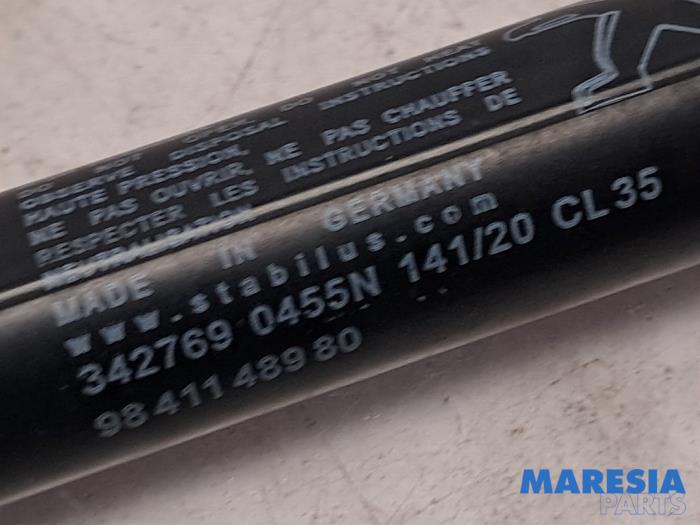 DO NOT OPEN. DO NOT HEAT
OBSERVE DISPOSAL INSTRUCTIONS
HAUTE PRESSION.
NE PAS OUVRIR. NE PAS CHAUFFER
RESPECTER LES INSTRUCTIONS DE
NEUTRALISATION
MADE IN GERMANY
www.stabilus.com
342769 0455N 141/20 CL35
98 411 489 80
MARESIA
PARTS